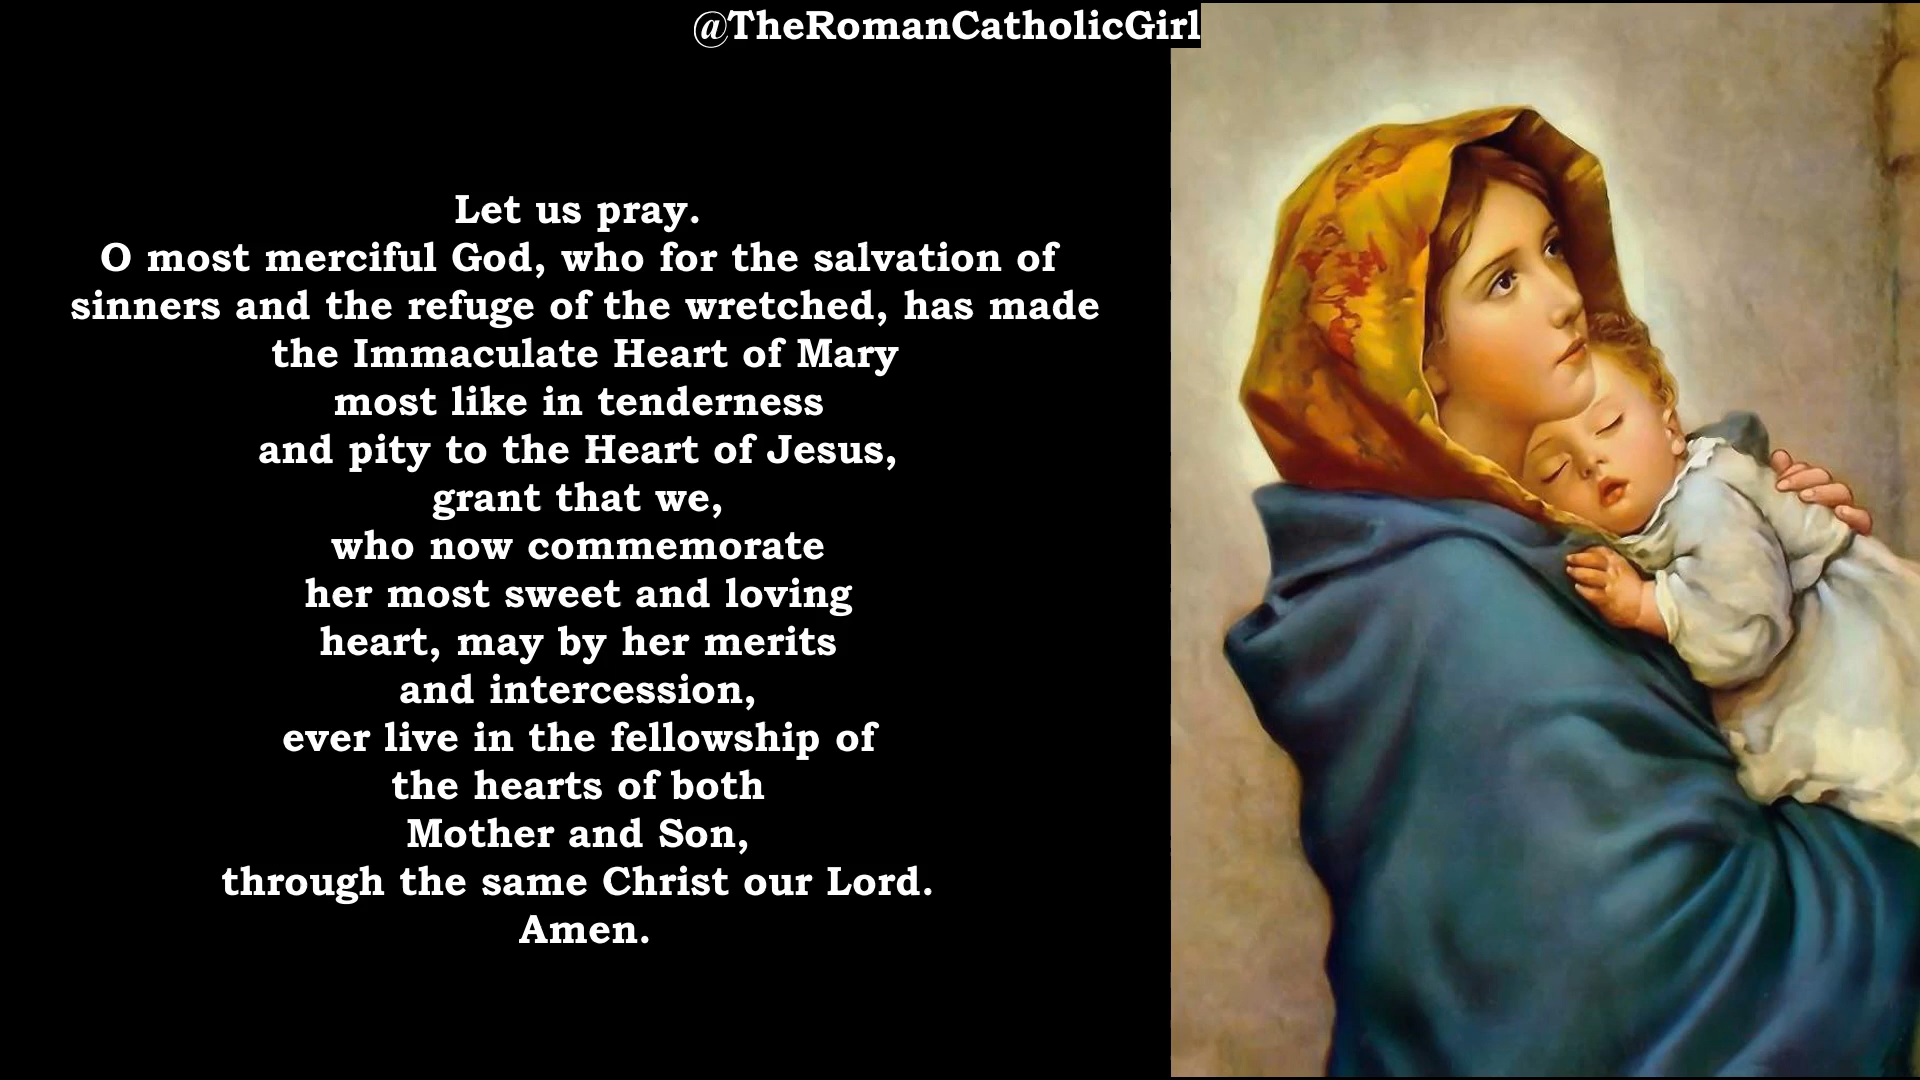 @TheRomanCatholicGirl
Let us pray.
O most merciful God, who for the salvation of
sinners and the refuge of the wretched, has made
the Immaculate Heart of Mary
most like in tenderness
and pity to the Heart of Jesus,
grant that we,
who now commemorate
her most sweet and loving
heart, may by her merits
and intercession,
ever live in the fellowship of
the hearts of both
Mother and Son,
through the same Christ our Lord.
Amen.